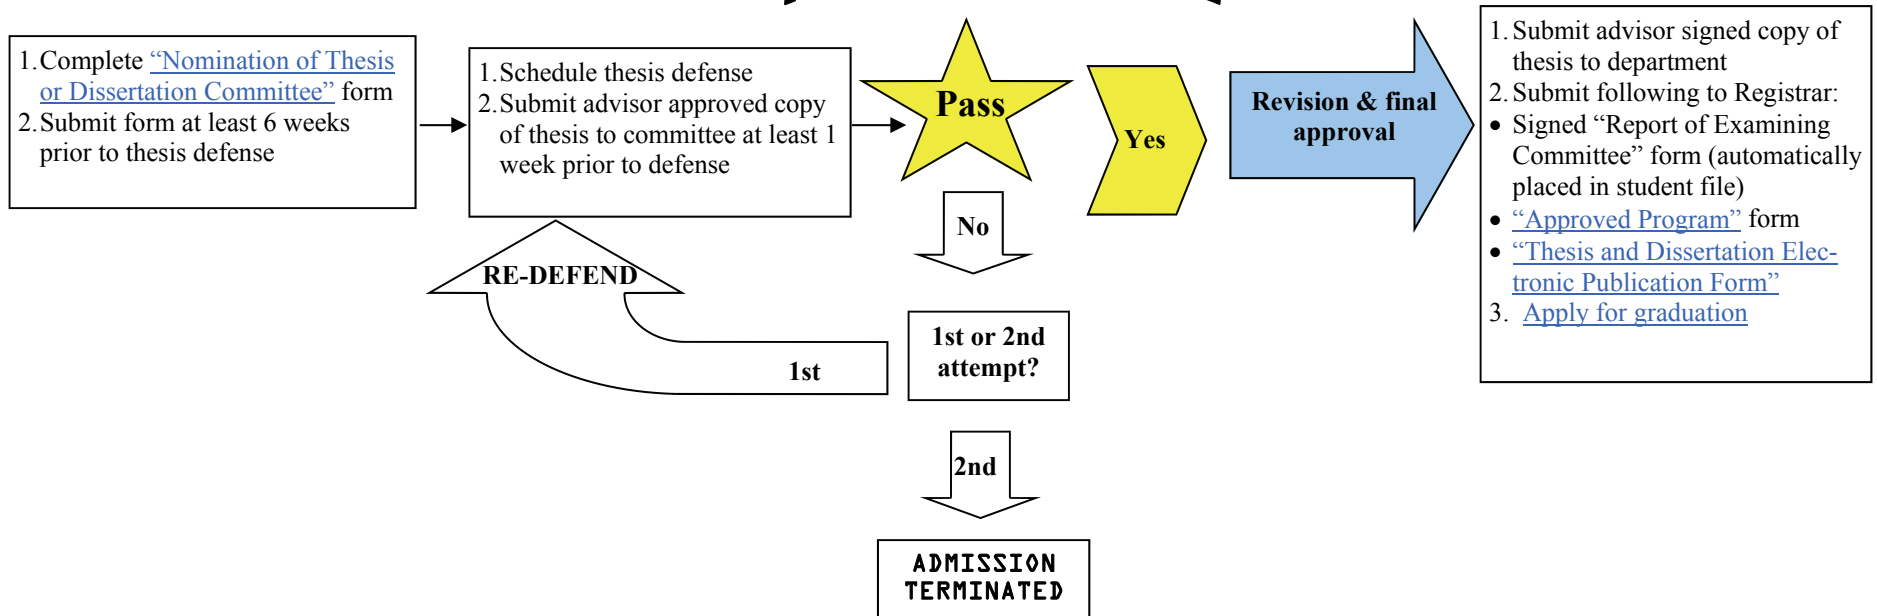 1. Complete “Nomination of Thesis
or Dissertation Committee” form
2. Submit form at least 6 weeks
prior to thesis defense
1. Schedule thesis defense
2. Submit advisor approved copy
of thesis to committee at least 1
week prior to defense
Pass
Yes
Revision & final
approval
1. Submit advisor signed copy of
thesis to department
2. Submit following to Registrar:
• Signed “Report of Examining
Committee” form (automatically
placed in student file)
• “Approved Program” form
• “Thesis and Dissertation Elec-
tronic Publication Form”
3. Apply for graduation
No
RE-DEFEND
1st or 2nd
attempt?
1st
2nd
ADMISSION
TERMINATED